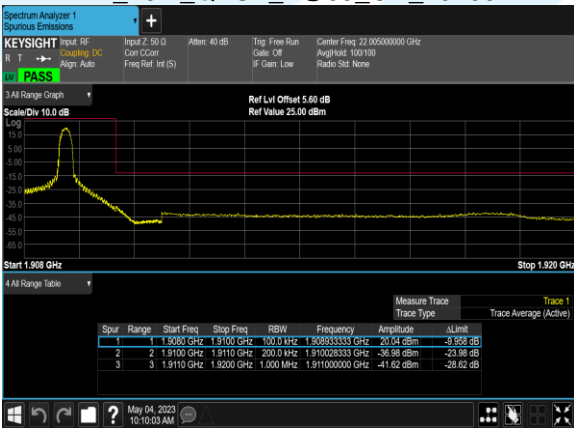 Spectrum Analyzer 1
Spurious Emissions
KEYSIGHT Input: RF Input Z: 50 Ω Atten: 40 dB Trig: Free Run Center Freq: 22.005000000 GHz
R T Coupling: DC Corr CCorr Gate: Off Avg|Hold: 100/100
Align: Auto Freq Ref: Int (S) IF Gain: Low Radio Std: None
PASS
3 All Range Graph
Ref Lvl Offset 5.60 dB
Scale/Div 10.0 dB Ref Value 25.00 dBm
Log
15.0
5.00
-5.00
-15.0
-25.0
-35.0
-45.0
-55.0
-65.0
Start 1.908 GHz Stop 1.920 GHz
4 All Range Table
Measure Trace Trace 1
Trace Type Trace Average (Active)
Spur Range Start Freq Stop Freq RBW Frequency Amplitude ΔLimit
1 1 1.9080 GHz 1.9100 GHz 100.0 kHz 1.908933333 GHz 20.04 dBm -9.958 dB
2 2 1.9100 GHz 1.9110 GHz 200.0 kHz 1.910028333 GHz -36.98 dBm -23.98 dB
3 3 1.9110 GHz 1.9200 GHz 1.000 MHz 1.911000000 GHz -41.62 dBm -28.62 dB
May 04, 2023
10:10:03 AM